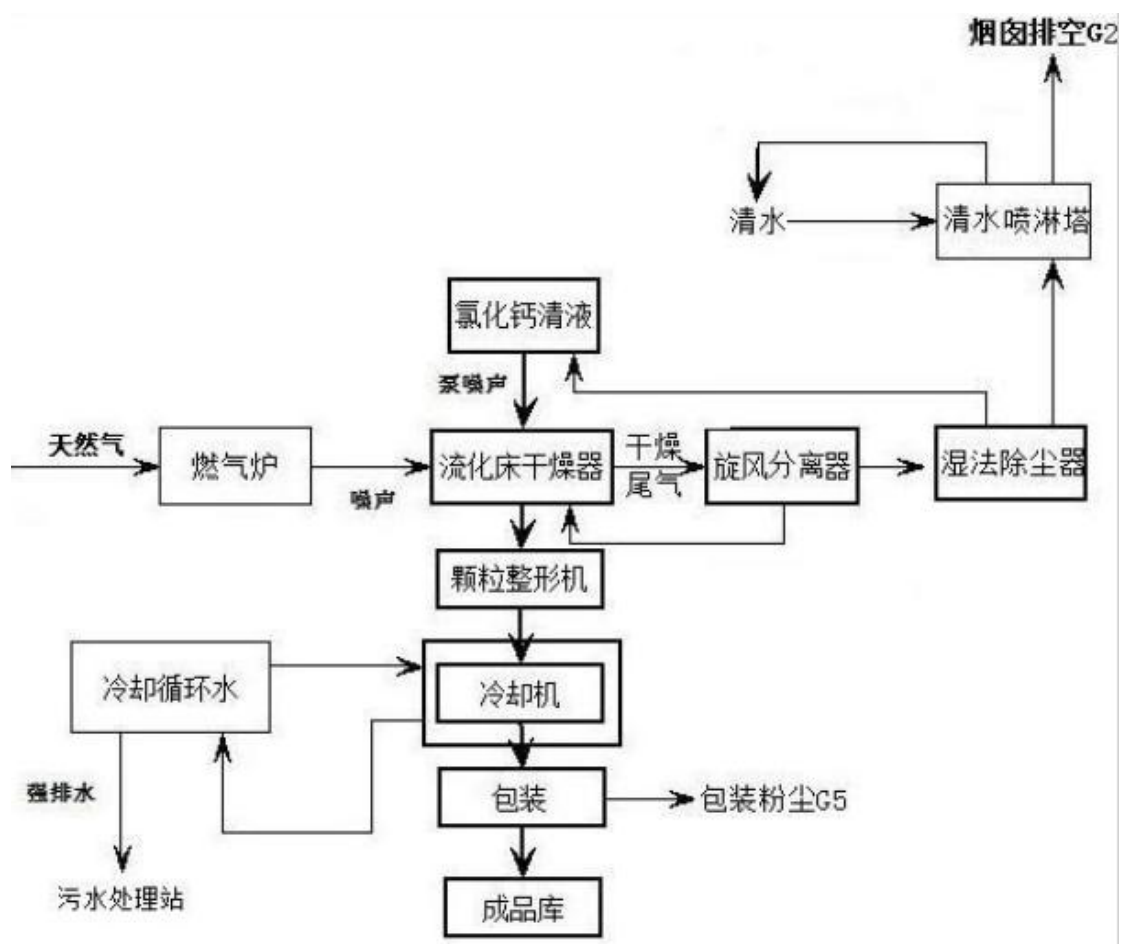 烟囱排空G2
清水
清水喷淋塔
氯化钙清液
泵噪声
天然气
燃气炉
噪声
流化床干燥器
干燥
尾气
旋风分离器
湿法除尘器
颗粒整形机
冷却循环水
冷却机
强排水
包装
包装粉尘G5
污水处理站
成品库